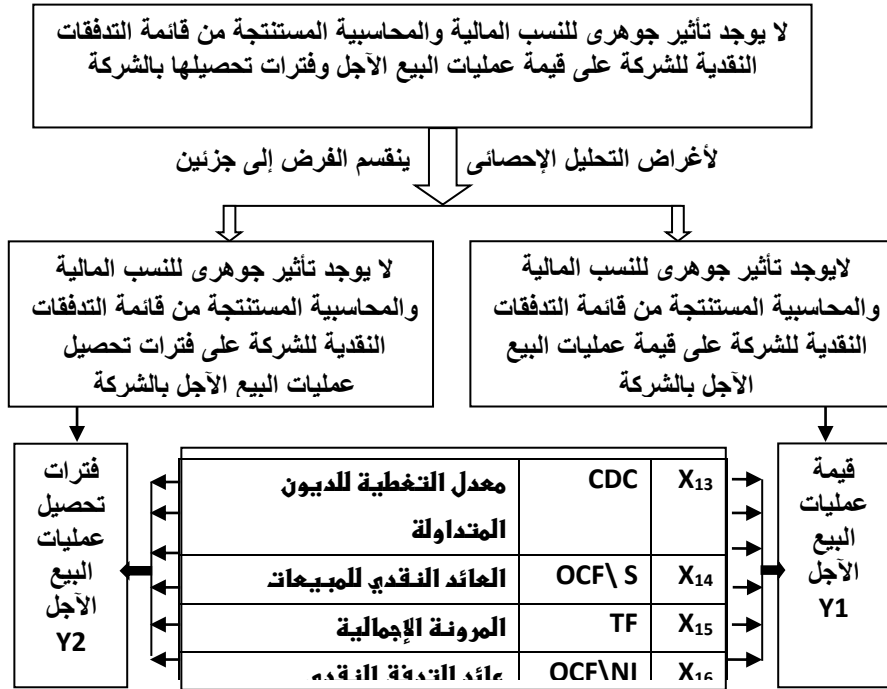 لا يوجد تأثير جوهرى للنسب المالية والمحاسبية المستنتجة من قائمة التدفقات
النقدية للشركة على قيمة عمليات البيع الآجل وفترات تحصيلها بالشركة
لأغراض التحليل الإحصائى ينقسم الفرض إلى جزئين
لايوجد تأثير جوهرى للنسب المالية
والمحاسبية المستنتجة من قائمة التدفقات
النقدية للشركة على قيمة عمليات البيع
الآجل بالشركة
لا يوجد تأثير جوهرى للنسب المالية
والمحاسبية المستنتجة من قائمة التدفقات
النقدية للشركة على فترات تحصيل
عمليات البيع الآجل بالشركة
قيمة
عمليات
البيع
الآجل
Y1
X13 CDC معدل التغطية للديون
المتداولة
X14 OCF\ S العائد النقدي للمبيعات
X15 TF المرونة الإجمالية
X16 OCF\NI عائد التدفق النقدي
فترات
تحصيل
عمليات
البيع
الآجل
Y2